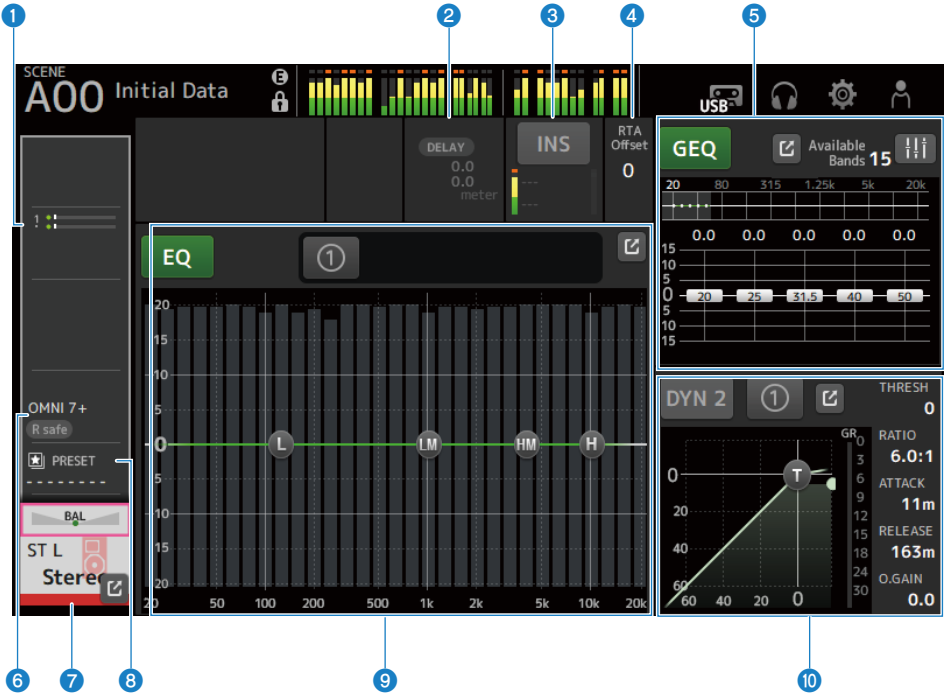 1 2 3 4 5
SCENE
A00 Initial Data
E
USB
DELAY
0.0
0.0
meter
INS
---
---
RTA
Offset
0
GEQ
Available
Bands 15
20 80 315 1.25k 5k 20k
0.0 0.0 0.0 0.0 0.0
15
10
5
0
5
10
15
20 25 31.5 40 50
1
OMNI 7+
R safe
PRESET
--------
BAL
ST L
Stereo
EQ
1
20
15
10
5
0
5
10
15
20
L LM HM H
20 50 100 200 500 1k 2k 5k 10k 20k
DYN 2
1
0
20
40
60
60 40 20 0
T
GR
0
3
6
9
12
15
18
24
30
THRESH
0
RATIO
6.0:1
ATTACK
11m
RELEASE
163m
O.GAIN
0.0
6 7 8 9 10